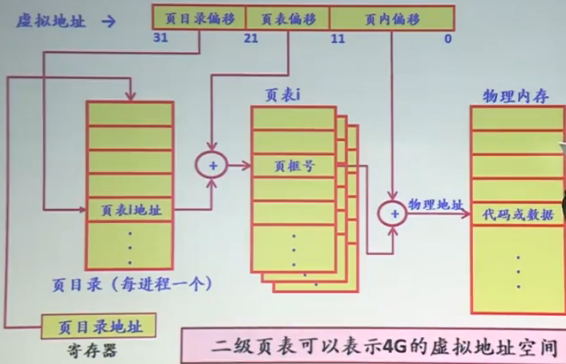 虚拟地址 →
页目录偏移 页表偏移 页内偏移
31 21 11 0
页表i
物理内存
+
页框号
页表i地址
+
物理地址
代码或数据
页目录（每进程一个）
页目录地址
寄存器
二级页表可以表示4G的虚拟地址空间